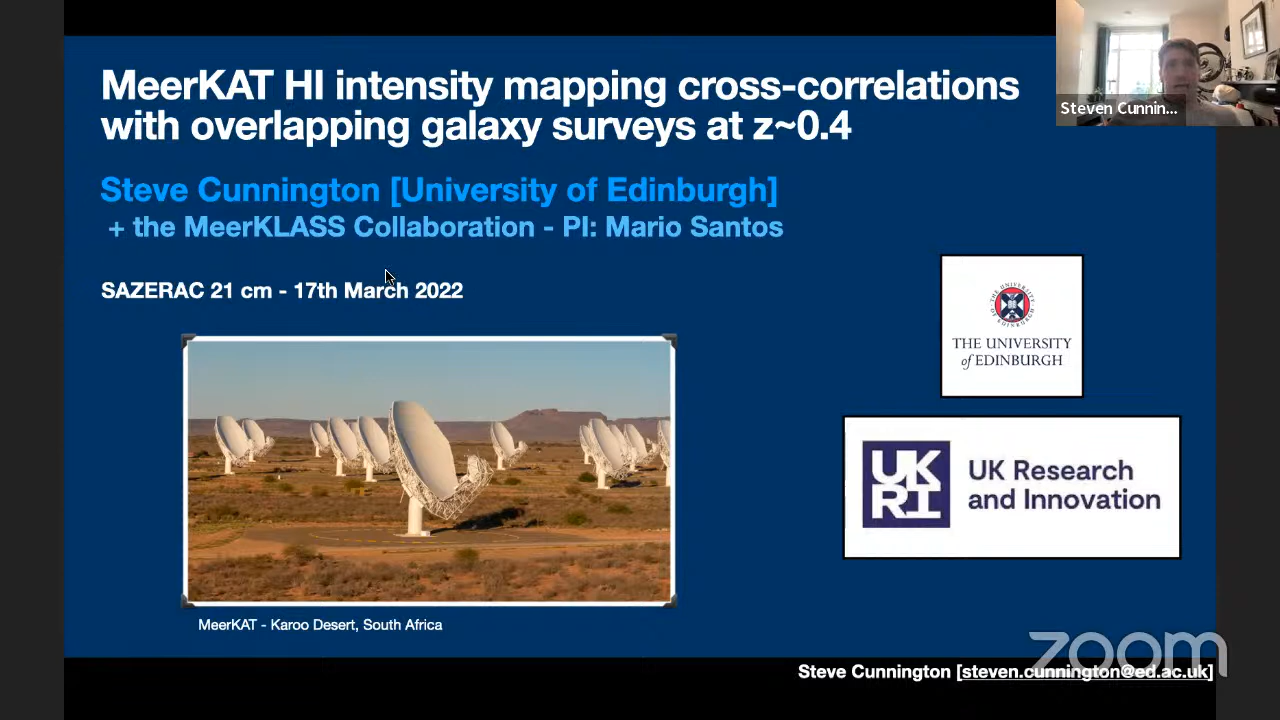 MeerKAT HI intensity mapping cross-correlations
with overlapping galaxy surveys at z~0.4
Steven Cunnin...
Steve Cunnington [University of Edinburgh]
+ the MeerKLASS Collaboration - PI: Mario Santos
SAZERAC 21 cm - 17th March 2022
THE UNIVERSITY
of EDINBURGH
UK
RI
UK Research
and Innovation
MeerKAT - Karoo Desert, South Africa
zoom
Steve Cunnington [steven.cunnington@ed.ac.uk]